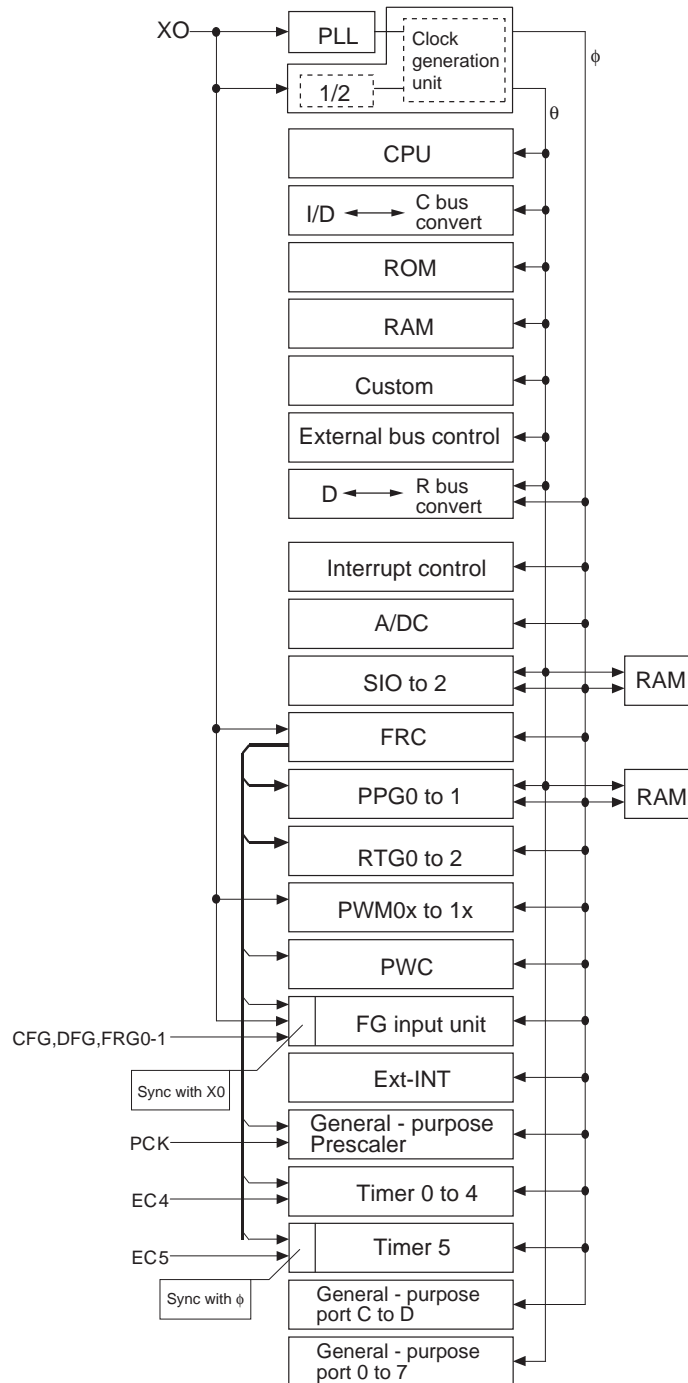 XO
PLL
Clock
generation
unit
1/2
ϕ
θ
CPU
I/D
C bus
convert
ROM
RAM
Custom
External bus control
D
R bus
convert
Interrupt control
A/DC
SIO to 2
RAM
FRC
PPG0 to 1
RAM
RTG0 to 2
PWM0x to 1x
PWC
FG input unit
CFG,DFG,FRG0-1
Sync with X0
Ext-INT
General - purpose
Prescaler
PCK
Timer 0 to 4
EC4
Timer 5
EC5
Sync with ϕ
General - purpose
port C to D
General - purpose
port 0 to 7